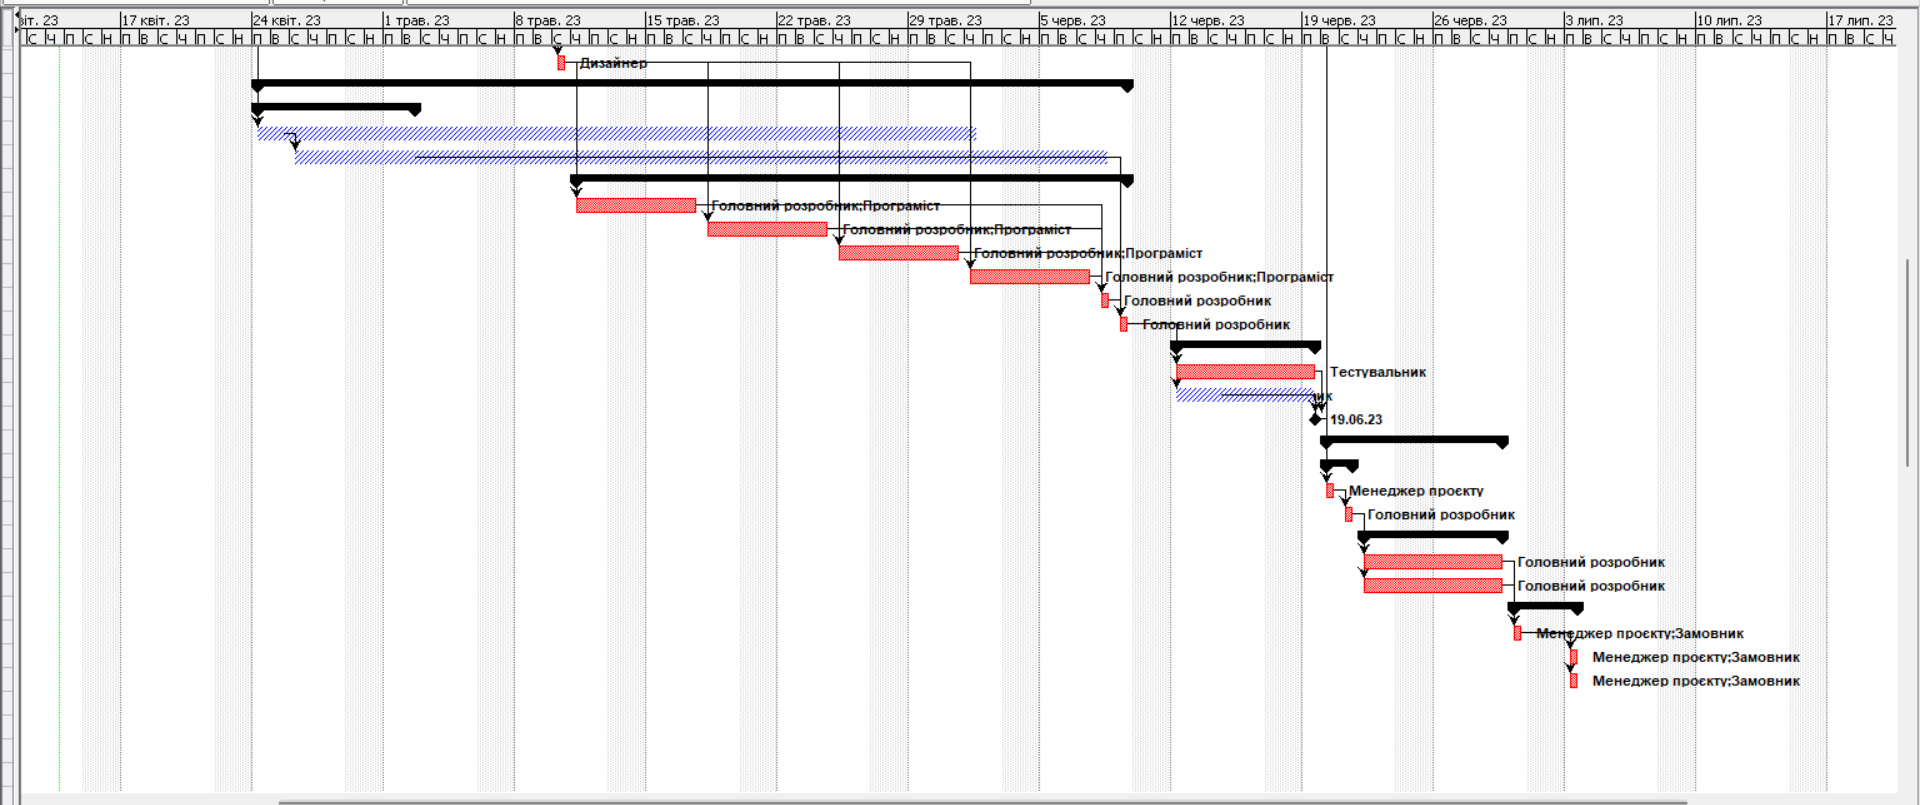 іт. 23 17 квіт. 23 24 квіт. 23 1 трав. 23 8 трав. 23 15 трав. 23 22 трав. 23 29 трав. 23 5 черв. 23 12 черв. 23 19 черв. 23 26 черв. 23 3 лип. 23 10 лип. 23 17 лип. 23
С Ч П С Н П В С Ч П С Н П В С Ч П С Н П В С Ч П С Н П В С Ч П С Н П В С Ч П С Н П В С Ч П С Н П В С Ч П С Н П В С Ч П С Н П В С Ч П С Н П В С Ч П С Н П В С Ч П С Н П В С Ч П С Н П В С Ч П С Н П В С Ч
Дизайнер
Головний розробник;Програміст
Головний розробник;Програміст
Головний розробник;Програміст
Головний розробник;Програміст
Головний розробник
Головний розробник
Тестувальник
ик
19.06.23
Менеджер проєкту
Головний розробник
Головний розробник
Головний розробник
Менеджер проєкту;Замовник
Менеджер проєкту;Замовник
Менеджер проєкту;Замовник